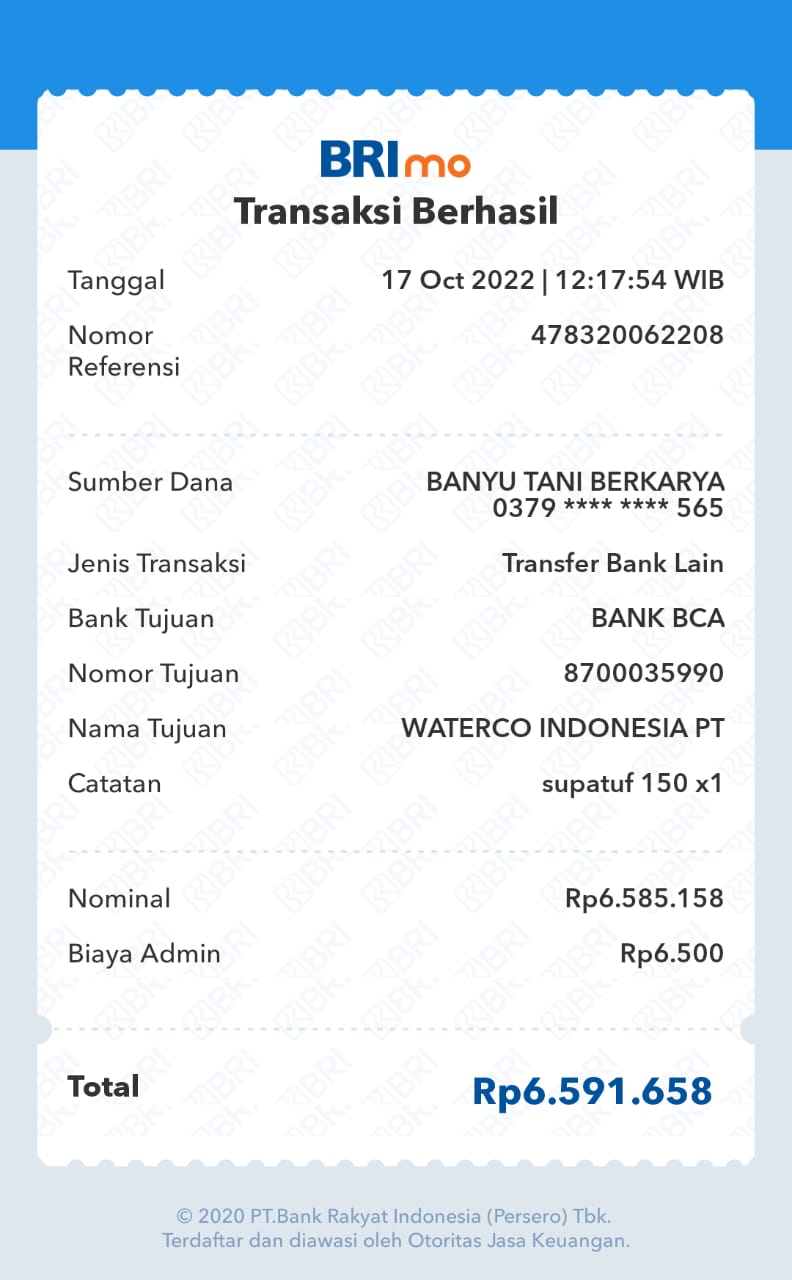 BRImo
Transaksi Berhasil
Tanggal 17 Oct 2022 | 12:17:54 WIB
Nomor Referensi 478320062208
Sumber Dana BANYU TANI BERKARYA
0379 **** **** 565
Jenis Transaksi Transfer Bank Lain
Bank Tujuan BANK BCA
Nomor Tujuan 8700035990
Nama Tujuan WATERCO INDONESIA PT
Catatan supatuf 150 x1
Nominal Rp6.585.158
Biaya Admin Rp6.500
Total Rp6.591.658
© 2020 PT.Bank Rakyat Indonesia (Persero) Tbk.
Terdaftar dan diawasi oleh Otoritas Jasa Keuangan.